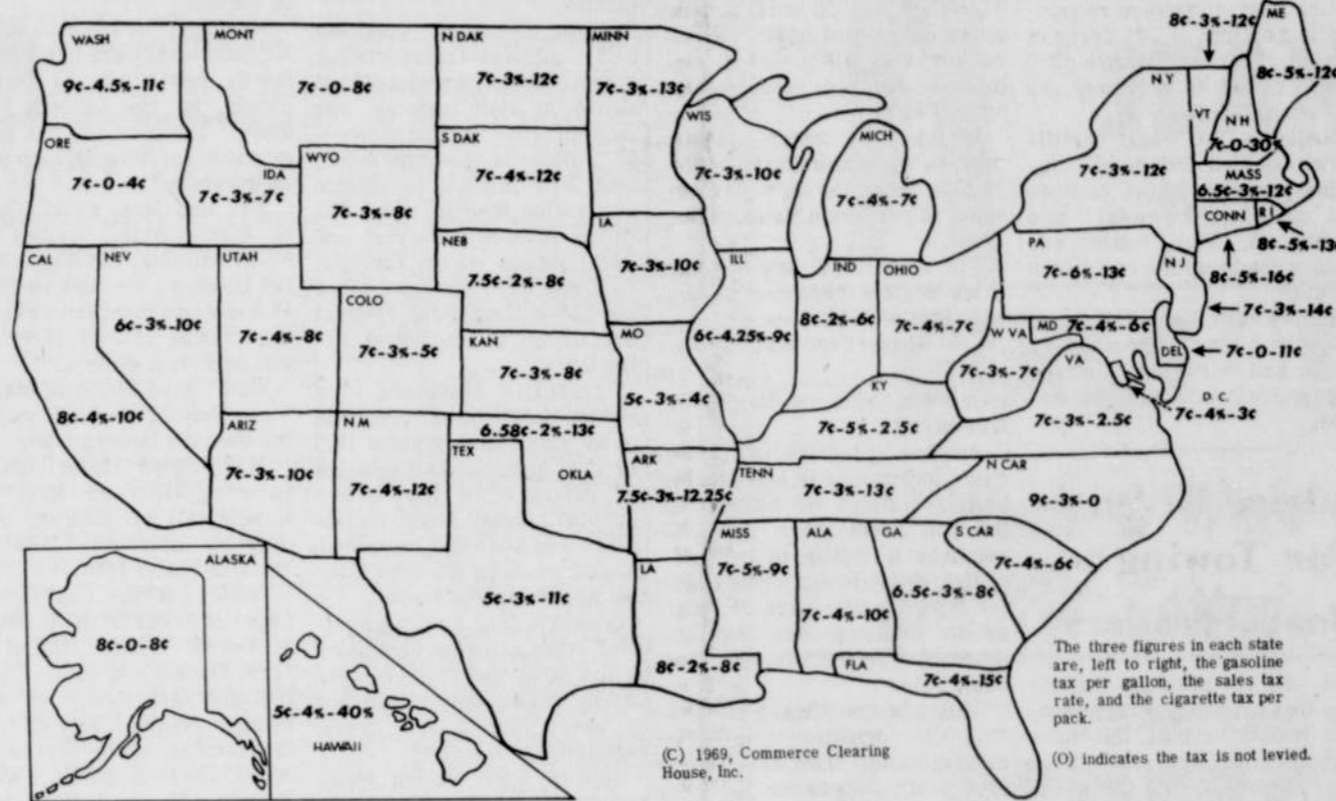 WASH
9¢-4.5%-11¢
MONT
7¢-0-8¢
N DAK
7¢-3%-12¢
MINN
7¢-3%-13¢
8¢-3%-12¢
ME
8¢-5%-12¢
ORE
7¢-0-4¢
IDA
7¢-3%-7¢
WYO
7¢-3%-8¢
S DAK
7¢-4%-12¢
WIS
7¢-3%-10¢
MICH
7¢-4%-7¢
N Y
7¢-3%-12¢
VT
N H
7¢-0-30¢
MASS
6.5¢-3%-12¢
CONN
R I
8¢-5%-13¢
8¢-5%-16¢
CAL
8¢-4%-10¢
NEV
6¢-3%-10¢
UTAH
7¢-4%-8¢
COLO
7¢-3%-5¢
NEB
7.5¢-2%-8¢
IA
7¢-3%-10¢
ILL
6¢-4.25%-9¢
IND
8¢-2%-6¢
OHIO
7¢-4%-7¢
PA
7¢-6%-13¢
N J
7¢-3%-14¢
KAN
7¢-3%-8¢
MO
5¢-3%-4¢
W VA
7¢-3%-7¢
MD
7¢-4%-6¢
DEL
7¢-0-11¢
VA
7¢-3%-2.5¢
D C
7¢-4%-3¢
KY
7¢-5%-2.5¢
ARIZ
7¢-3%-10¢
N M
7¢-4%-12¢
6.58¢-2%-13¢
OKLA
TEX
5¢-3%-11¢
ARK
7.5¢-3%-12.25¢
TENN
7¢-3%-13¢
N CAR
9¢-3%-0
MISS
7¢-5%-9¢
ALA
7¢-4%-10¢
GA
6.5¢-3%-8¢
S CAR
7¢-4%-6¢
LA
8¢-2%-8¢
FLA
7¢-4%-15¢
ALASKA
8¢-0-8¢
5¢-4%-40%
HAWAII
The three figures in each state
are, left to right, the gasoline
tax per gallon, the sales tax
rate, and the cigarette tax per
pack.
(O) indicates the tax is not levied.
(C) 1969, Commerce Clearing
House, Inc.